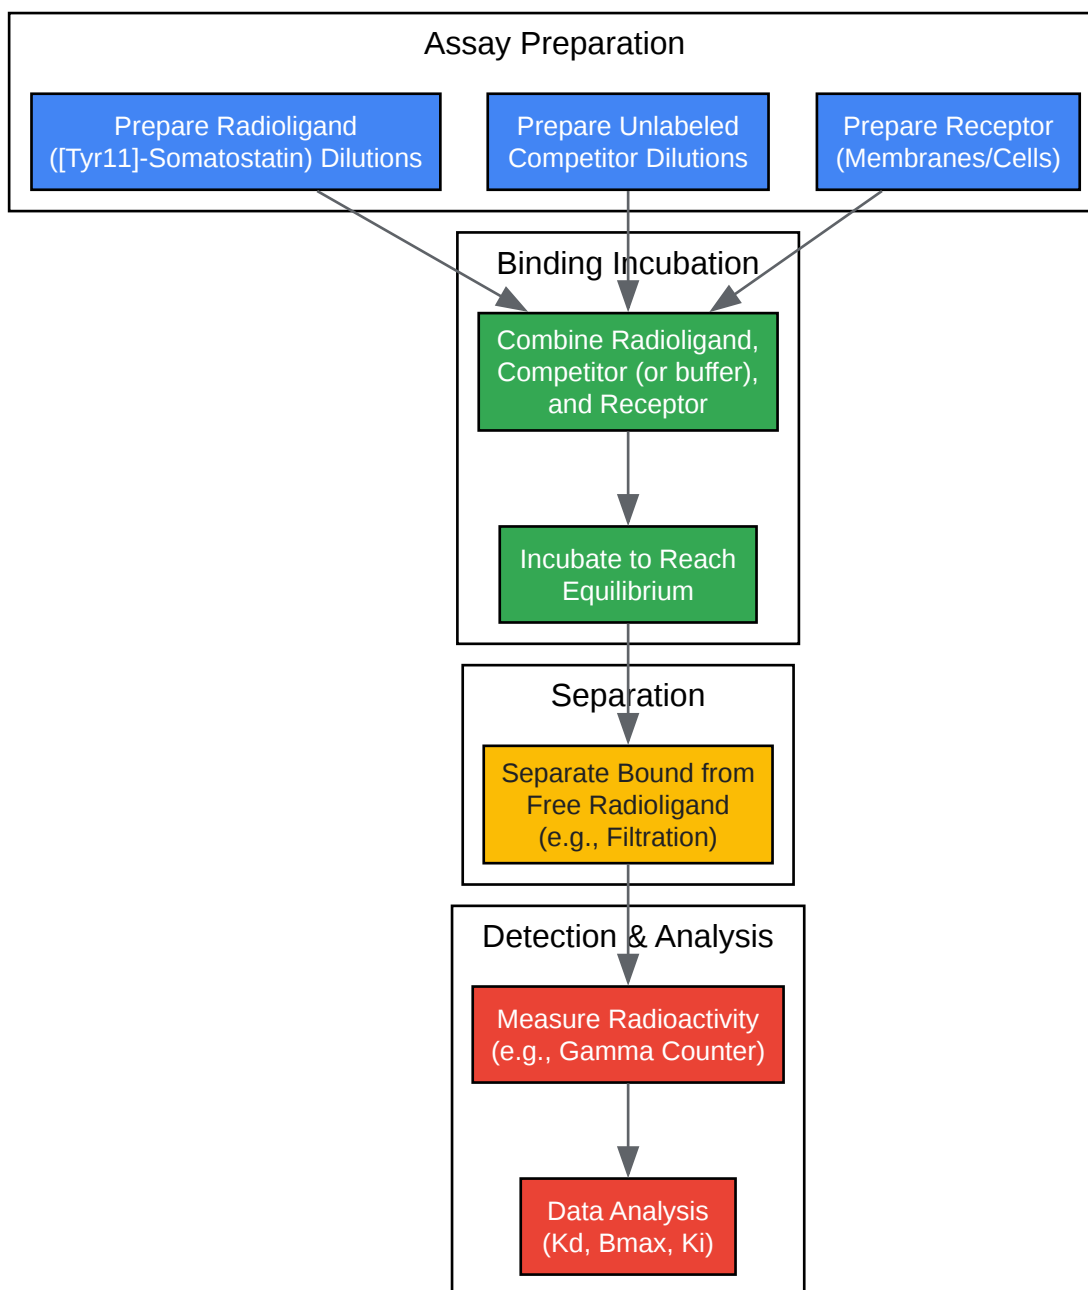 Assay Preparation
Prepare Radioligand
([Tyr11]-Somatostatin) Dilutions
Prepare Unlabeled
Competitor Dilutions
Prepare Receptor
(Membranes/Cells)
Binding Incubation
Combine Radioligand,
Competitor (or buffer),
and Receptor
Incubate to Reach
Equilibrium
Separation
Separate Bound from
Free Radioligand
(e.g., Filtration)
Detection & Analysis
Measure Radioactivity
(e.g., Gamma Counter)
Data Analysis
(Kd, Bmax, Ki)